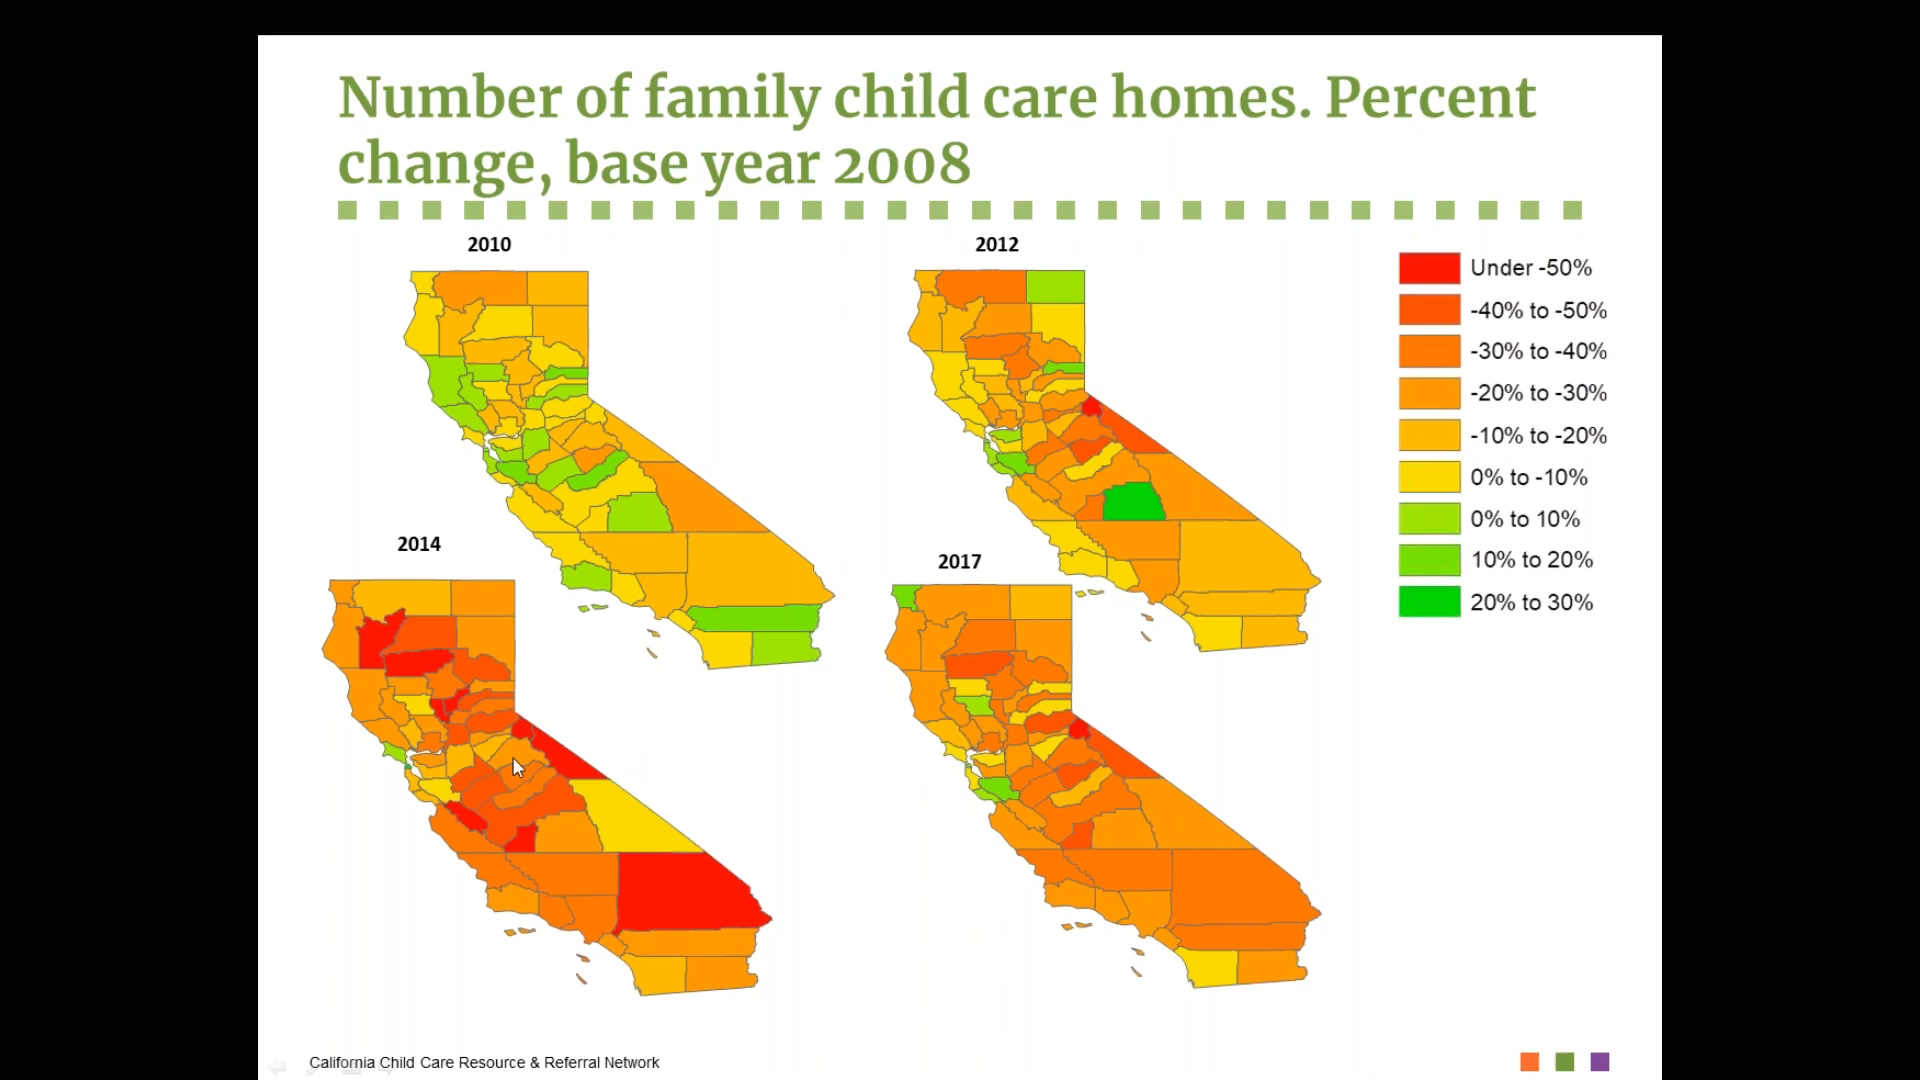 Number of family child care homes. Percent
change, base year 2008
2010
2012
2014
2017
Under -50%
-40% to -50%
-30% to -40%
-20% to -30%
-10% to -20%
0% to -10%
0% to 10%
10% to 20%
20% to 30%
California Child Care Resource & Referral Network